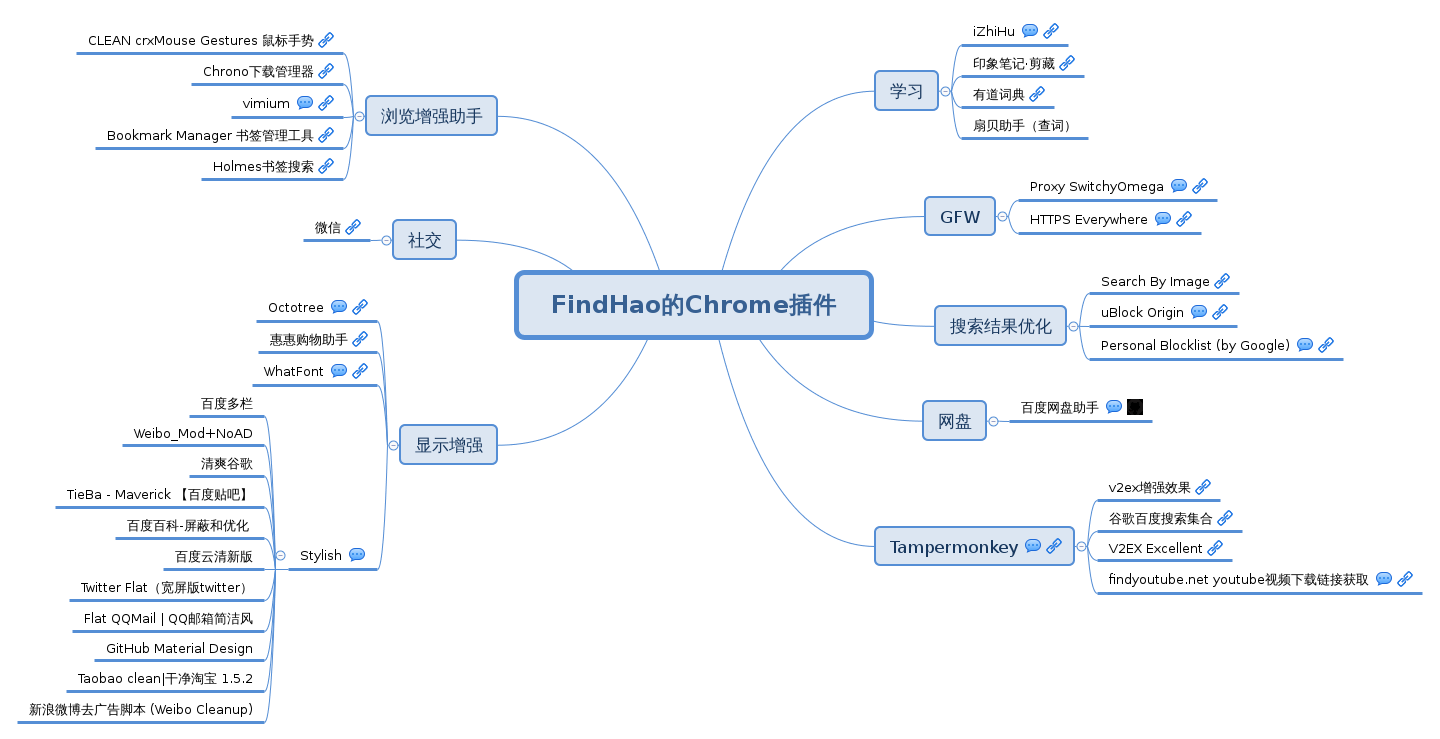 FindHao的Chrome插件
学习
iZhiHu
印象笔记·剪藏
有道词典
扇贝助手（查词）
GFW
Proxy SwitchyOmega
HTTPS Everywhere
搜索结果优化
Search By Image
uBlock Origin
Personal Blocklist (by Google)
网盘
百度网盘助手
Tampermonkey
v2ex增强效果
谷歌百度搜索集合
V2EX Excellent
findyoutube.net youtube视频下载链接获取
浏览增强助手
CLEAN crxMouse Gestures 鼠标手势
Chrono下载管理器
vimium
Bookmark Manager 书签管理工具
Holmes书签搜索
社交
微信
显示增强
Octotree
惠惠购物助手
WhatFont
Stylish
百度多栏
Weibo_Mod+NoAD
清爽谷歌
TieBa - Maverick 【百度贴吧】
百度百科-屏蔽和优化
百度云清新版
Twitter Flat（宽屏版twitter）
Flat QQMail | QQ邮箱简洁风
GitHub Material Design
Taobao clean|干净淘宝 1.5.2
新浪微博去广告脚本 (Weibo Cleanup)